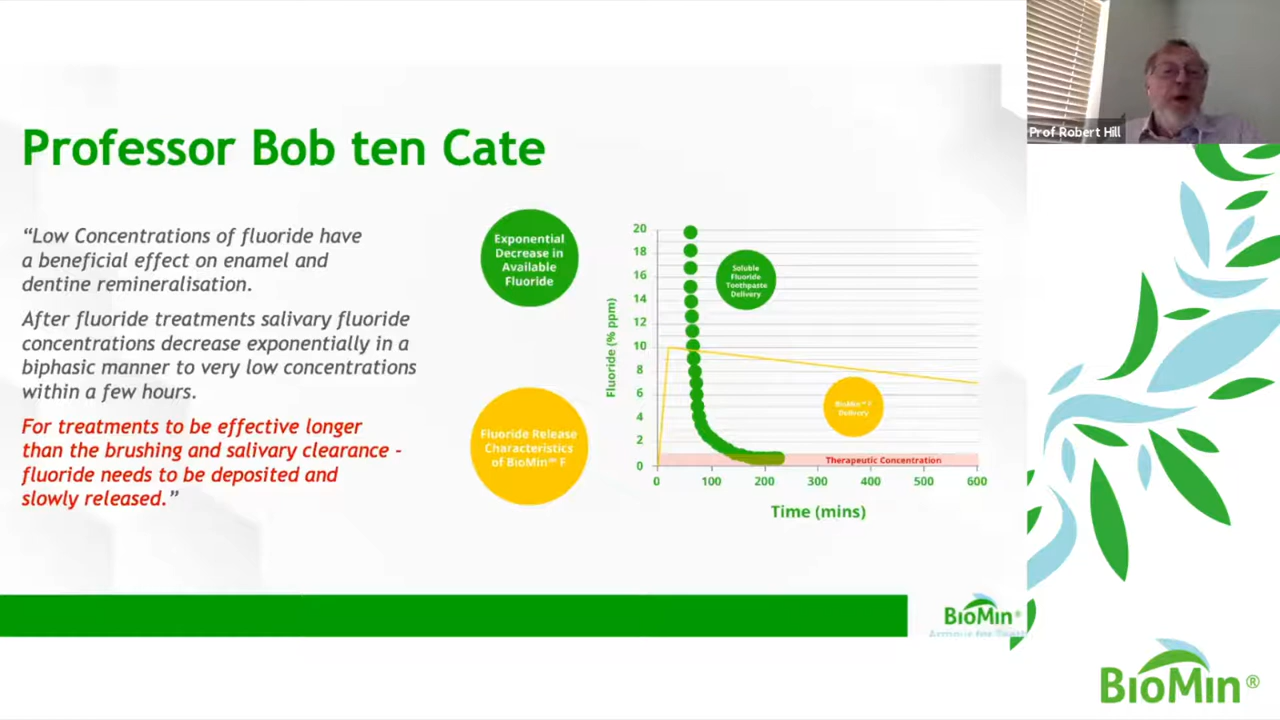 Professor Bob ten Cate
“Low Concentrations of fluoride have
a beneficial effect on enamel and
dentine remineralisation.
After fluoride treatments salivary fluoride
concentrations decrease exponentially in a
biphasic manner to very low concentrations
within a few hours.
For treatments to be effective longer
than the brushing and salivary clearance -
fluoride needs to be deposited and
slowly released.”
Exponential
Decrease in
Available
Fluoride
Fluoride Release
Characteristics
of BioMin™ F
Fluoride (% ppm)
20
18
16
14
12
10
8
6
4
2
0
Soluble
Fluoride
Toothpaste
Delivery
BioMin™ F
Delivery
Therapeutic Concentration
0 100 200 300 400 500 600
Time (mins)
Prof Robert Hill
BioMin®
BioMin®